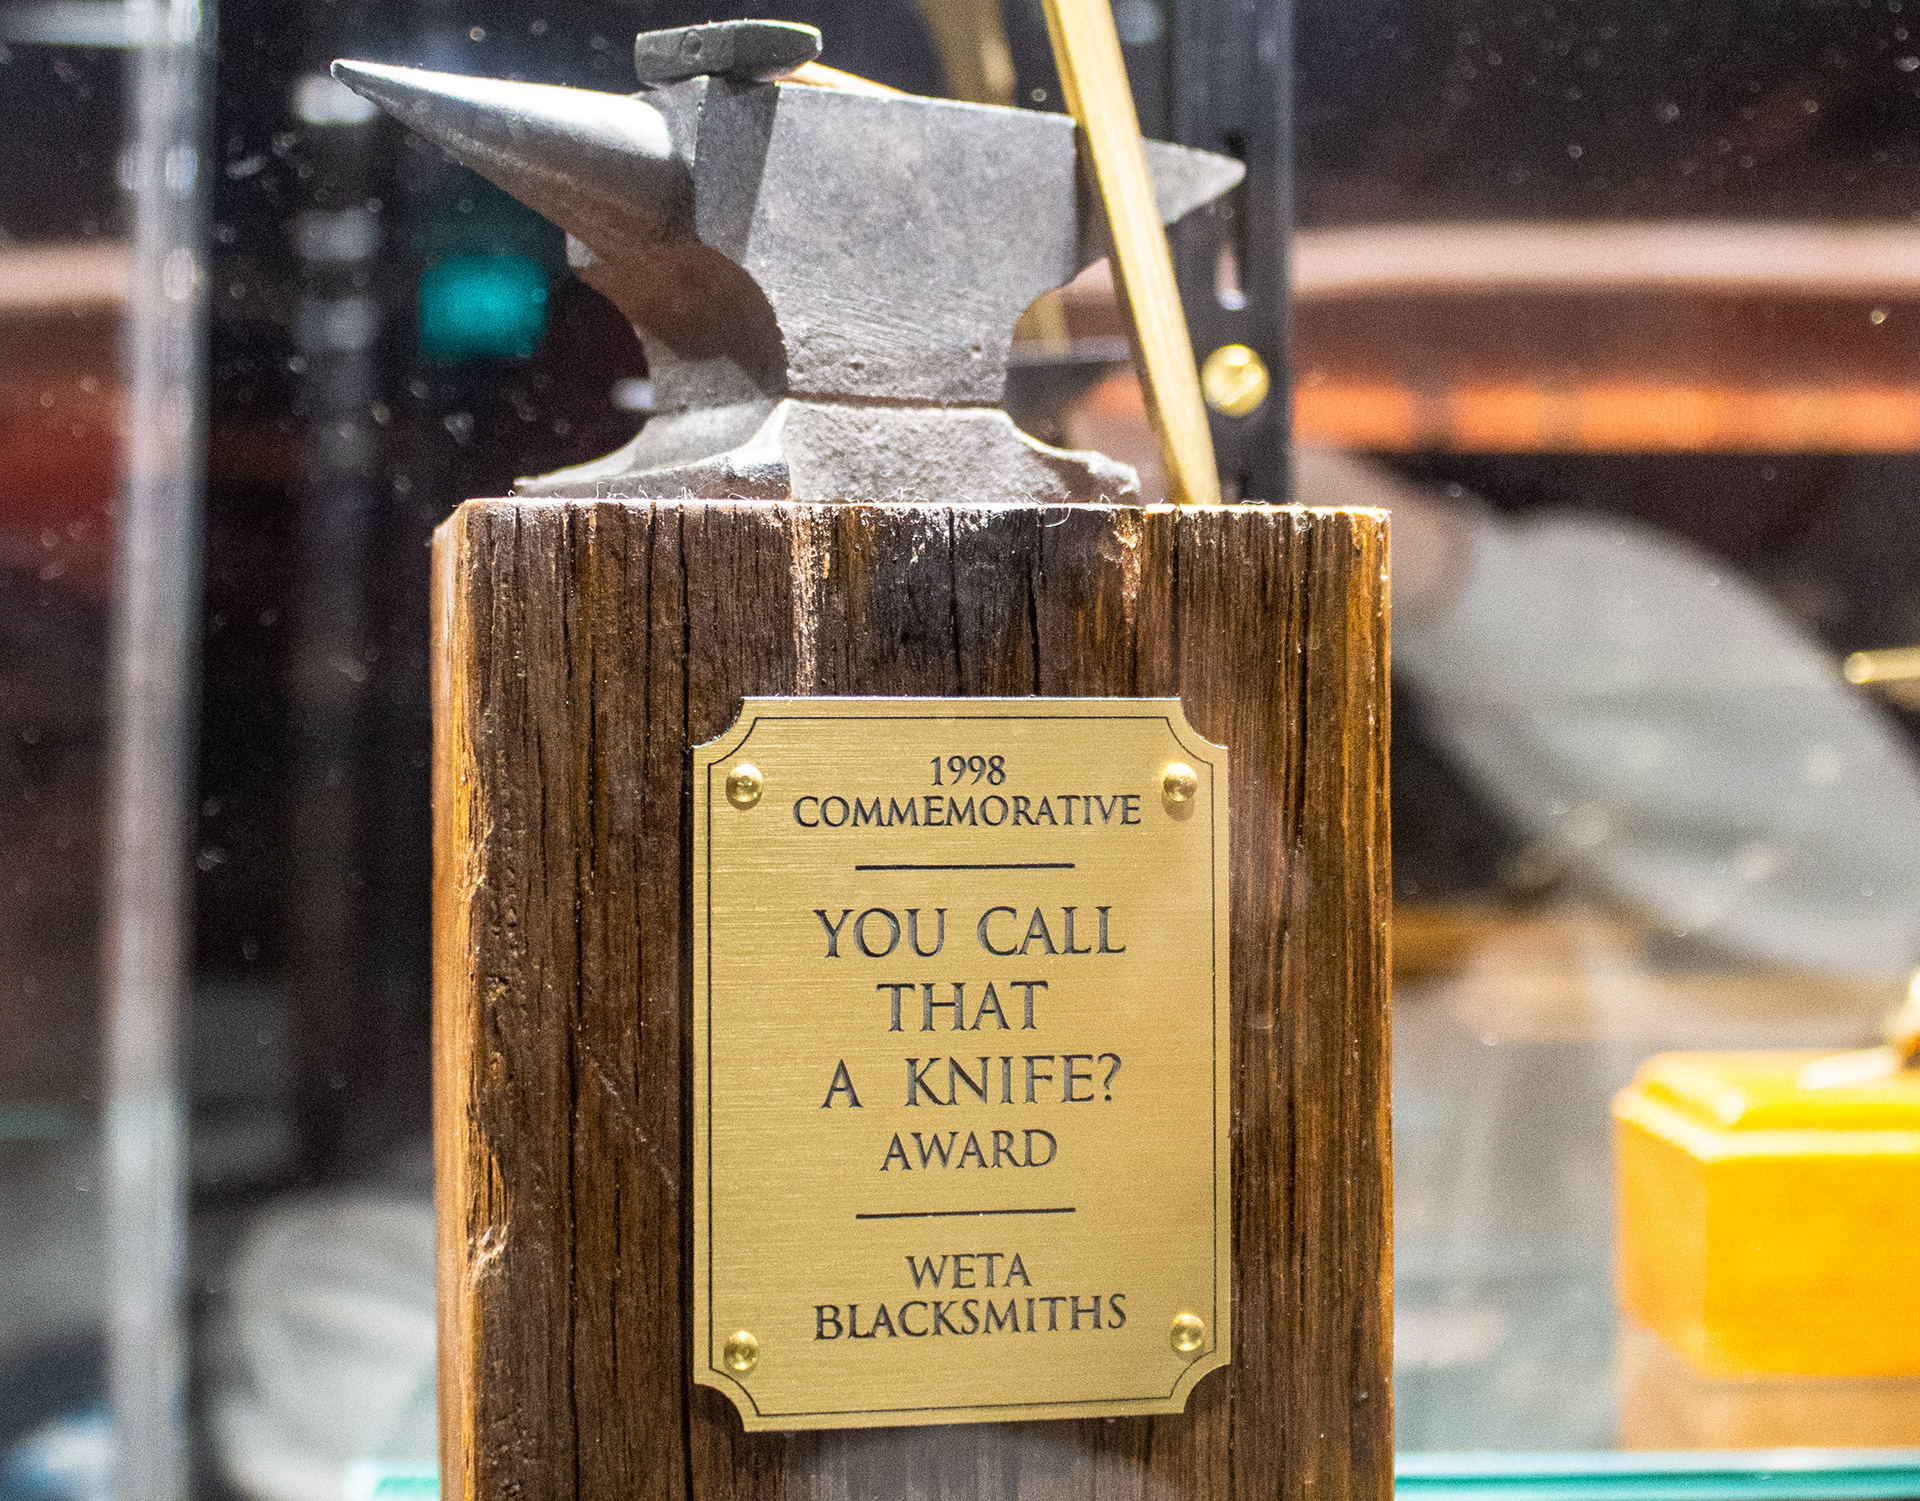 1998
COMMEMORATIVE
YOU CALL
THAT
A KNIFE?
AWARD
WETA
BLACKSMITHS